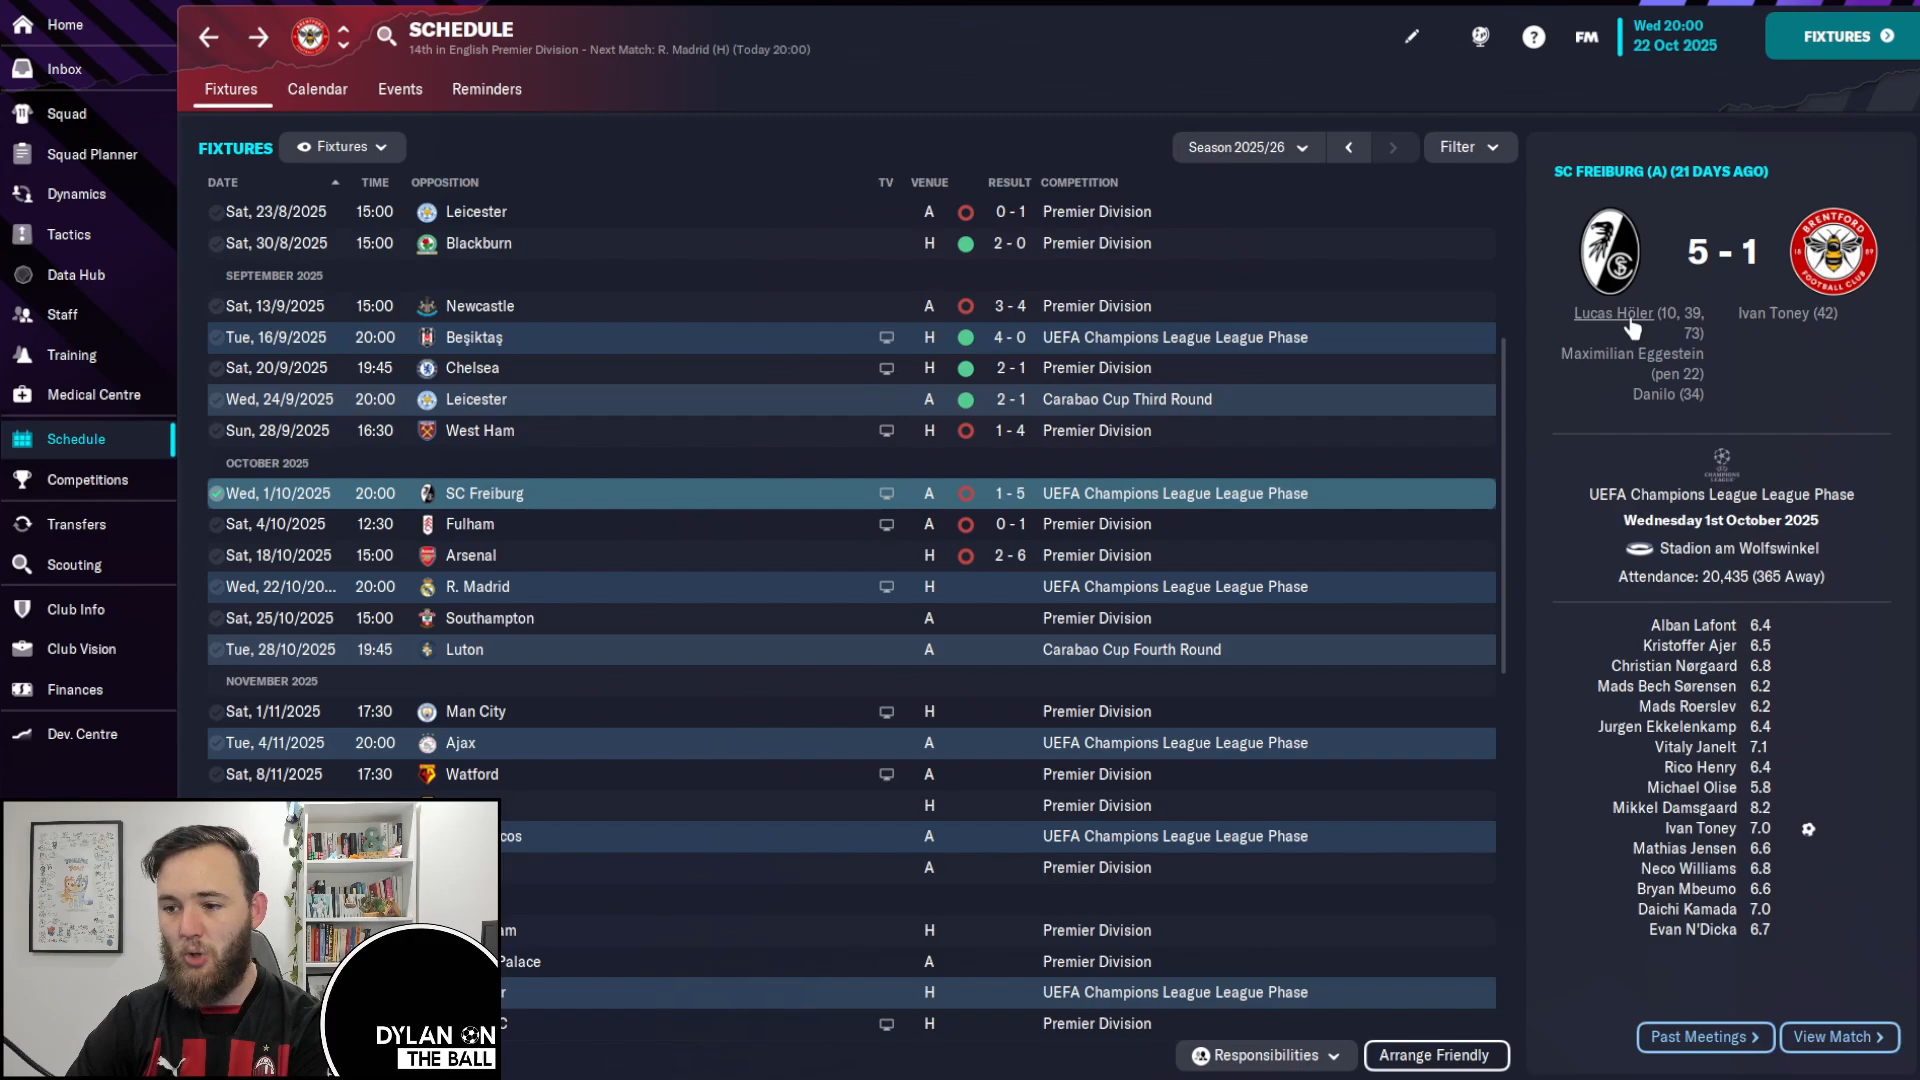 Home
Inbox
Squad
Squad Planner
Dynamics
Tactics
Data Hub
Staff
Training
Medical Centre
Schedule
Competitions
Transfers
Scouting
Club Info
Club Vision
Finances
Dev. Centre
SCHEDULE
14th in English Premier Division - Next Match: R. Madrid (H) (Today 20:00)
FM
Wed 20:00
22 Oct 2025
FIXTURES
Fixtures Calendar Events Reminders
FIXTURES Fixtures
Season 2025/26 Filter
DATE TIME OPPOSITION TV VENUE RESULT COMPETITION
Sat, 23/8/2025 15:00 Leicester A 0 - 1 Premier Division
Sat, 30/8/2025 15:00 Blackburn H 2 - 0 Premier Division
SEPTEMBER 2025
Sat, 13/9/2025 15:00 Newcastle A 3 - 4 Premier Division
Tue, 16/9/2025 20:00 Beşiktaş H 4 - 0 UEFA Champions League League Phase
Sat, 20/9/2025 19:45 Chelsea H 2 - 1 Premier Division
Wed, 24/9/2025 20:00 Leicester A 2 - 1 Carabao Cup Third Round
Sun, 28/9/2025 16:30 West Ham H 1 - 4 Premier Division
OCTOBER 2025
Wed, 1/10/2025 20:00 SC Freiburg A 1 - 5 UEFA Champions League League Phase
Sat, 4/10/2025 12:30 Fulham A 0 - 1 Premier Division
Sat, 18/10/2025 15:00 Arsenal H 2 - 6 Premier Division
Wed, 22/10/20... 20:00 R. Madrid H UEFA Champions League League Phase
Sat, 25/10/2025 15:00 Southampton A Premier Division
Tue, 28/10/2025 19:45 Luton A Carabao Cup Fourth Round
NOVEMBER 2025
Sat, 1/11/2025 17:30 Man City H Premier Division
Tue, 4/11/2025 20:00 Ajax A UEFA Champions League League Phase
Sat, 8/11/2025 17:30 Watford A Premier Division
H Premier Division
cos A UEFA Champions League League Phase
A Premier Division
am H Premier Division
Palace A Premier Division
r H UEFA Champions League League Phase
C H Premier Division
Responsibilities Arrange Friendly
SC FREIBURG (A) (21 DAYS AGO)
5 - 1
BRENTFORD
18 89
FOOTBALL CLUB
Lucas Höler (10, 39,
73)
Maximilian Eggestein
(pen 22)
Danilo (34)
Ivan Toney (42)
CHAMPIONS
LEAGUE
UEFA Champions League League Phase
Wednesday 1st October 2025
Stadion am Wolfswinkel
Attendance: 20,435 (365 Away)
Alban Lafont 6.4
Kristoffer Ajer 6.5
Christian Nørgaard 6.8
Mads Bech Sørensen 6.2
Mads Roerslev 6.2
Jurgen Ekkelenkamp 6.4
Vitaly Janelt 7.1
Rico Henry 6.4
Michael Olise 5.8
Mikkel Damsgaard 8.2
Ivan Toney 7.0
Mathias Jensen 6.6
Neco Williams 6.8
Bryan Mbeumo 6.6
Daichi Kamada 7.0
Evan N'Dicka 6.7
Past Meetings View Match
DYLAN ON
THE BALL